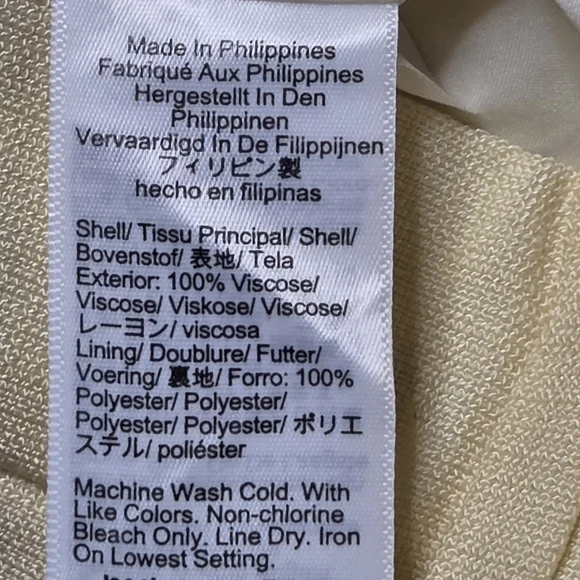 Made In Philippines
Fabriqué Aux Philippines
Hergestellt In Den
Philippinen
Vervaardigd In De Filippijnen
フィリピン製
hecho en filipinas
Shell/ Tissu Principal/ Shell/
Bovenstof/ 表地/ Tela
Exterior: 100% Viscose/
Viscose/ Viskose/ Viscose/
レーヨン/ viscosa
Lining/ Doublure/ Futter/
Voering/ 裏地/ Forro: 100%
Polyester/ Polyester/
Polyester/ Polyester/ ポリエ
ステル/ poliéster
Machine Wash Cold. With
Like Colors. Non-chlorine
Bleach Only. Line Dry. Iron
On Lowest Setting.